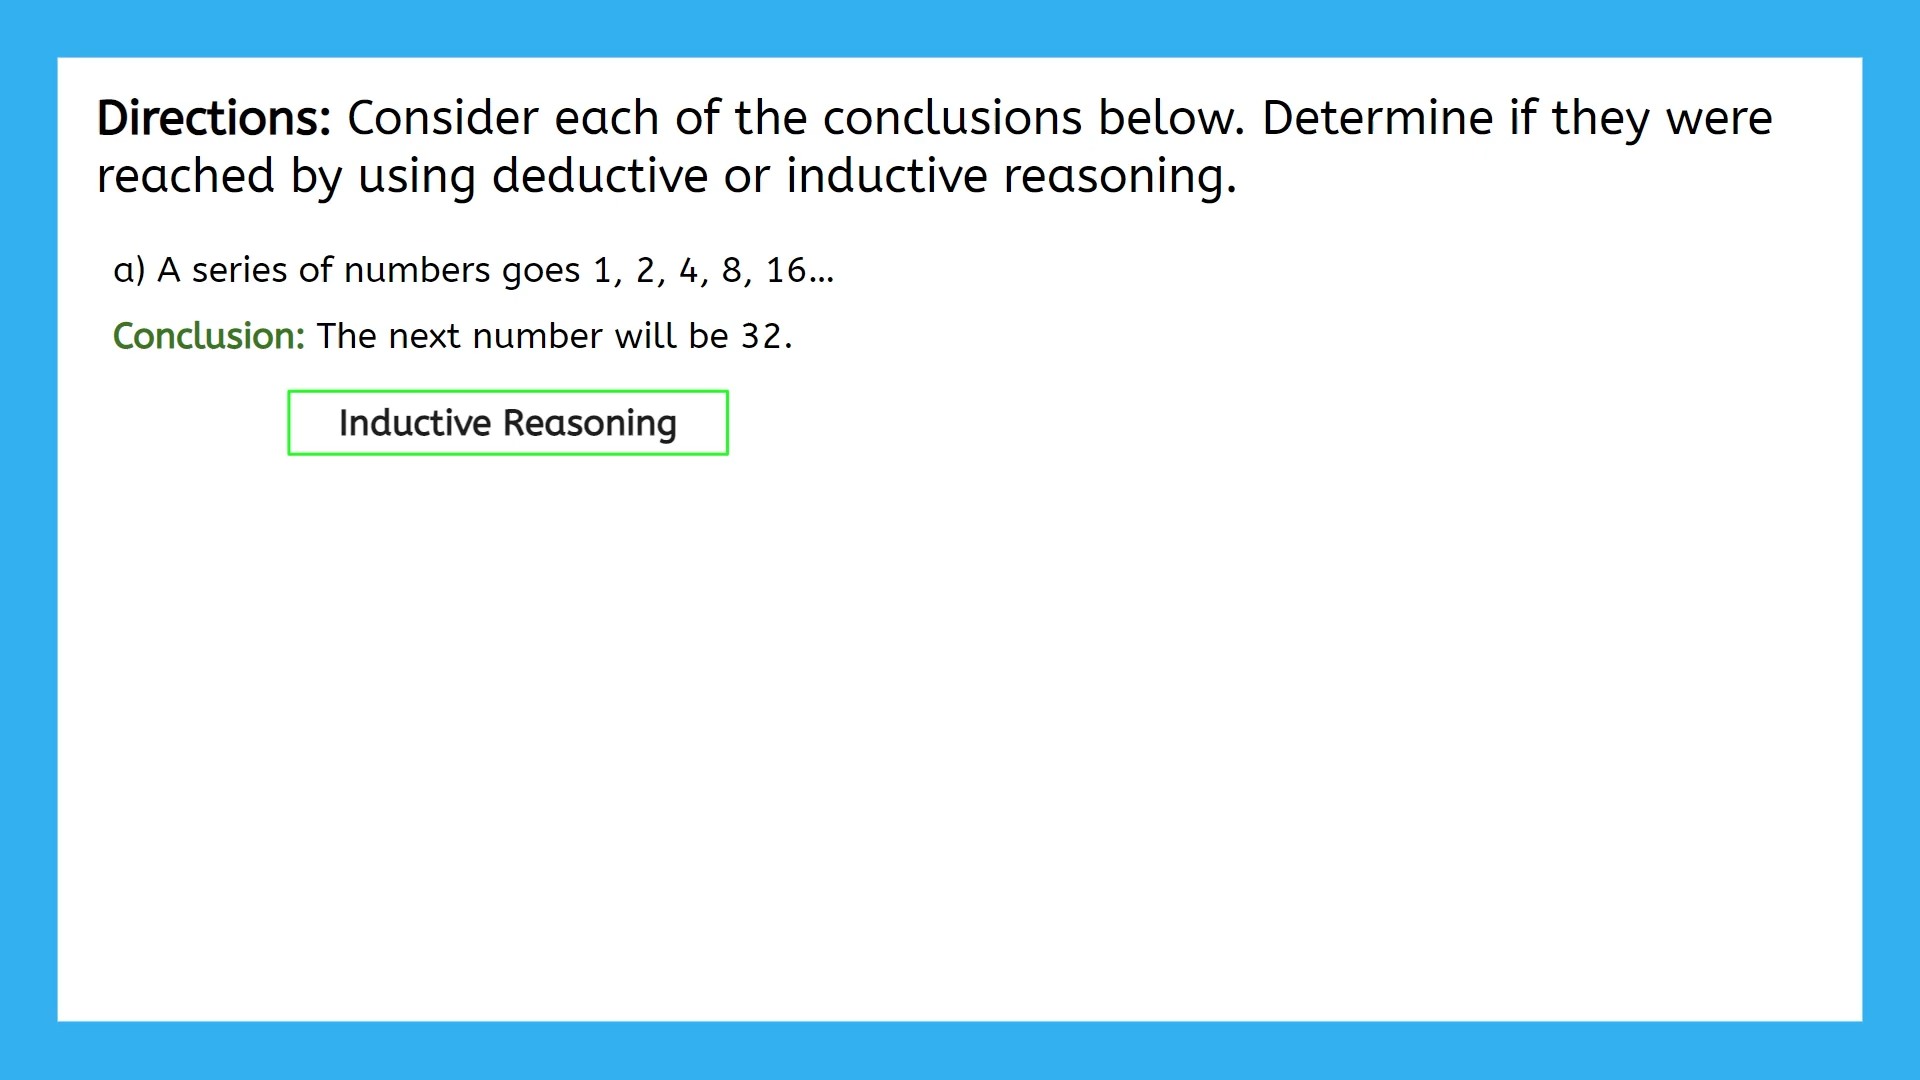 Directions: Consider each of the conclusions below. Determine if they were
reached by using deductive or inductive reasoning.
a) A series of numbers goes 1, 2, 4, 8, 16...
Conclusion: The next number will be 32.
Inductive Reasoning